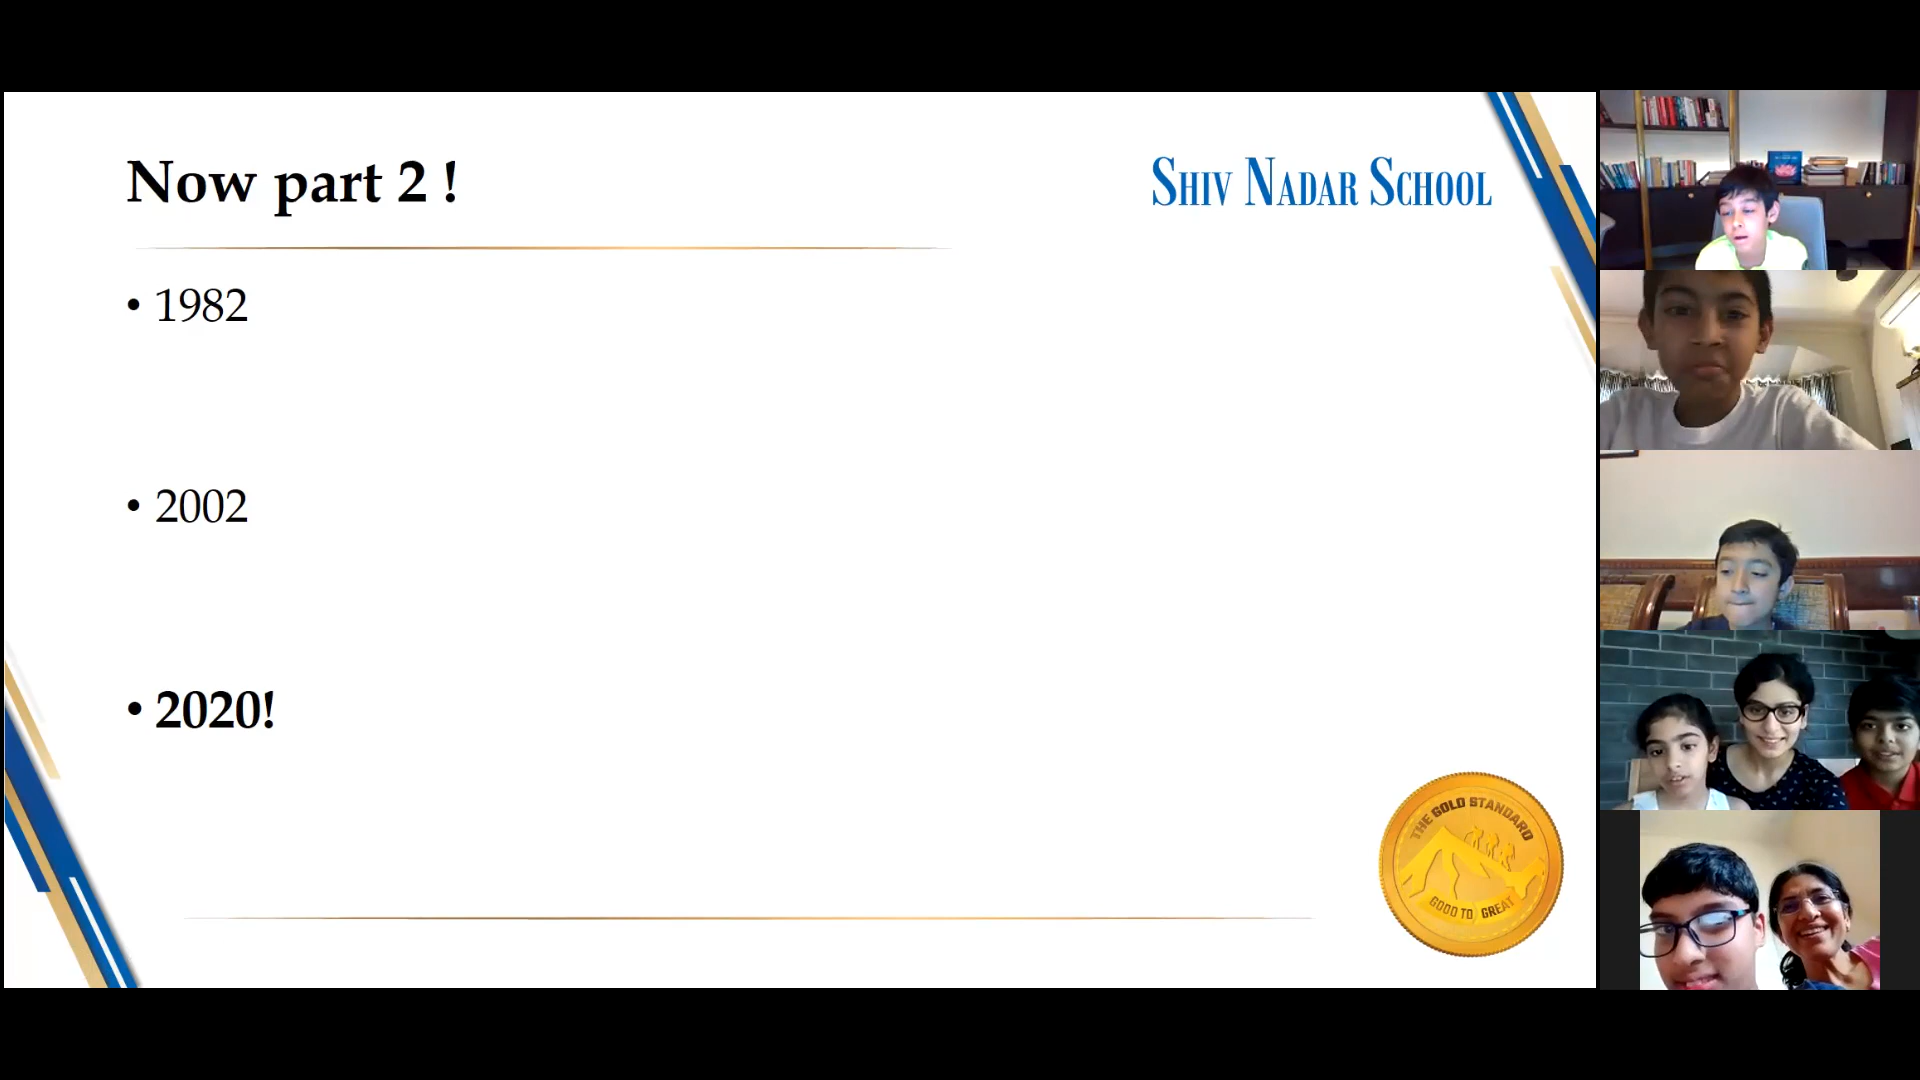 Now part 2 !
SHIV NADAR SCHOOL
• 1982
• 2002
• 2020!
THE GOLD STANDARD
GOOD TO GREAT